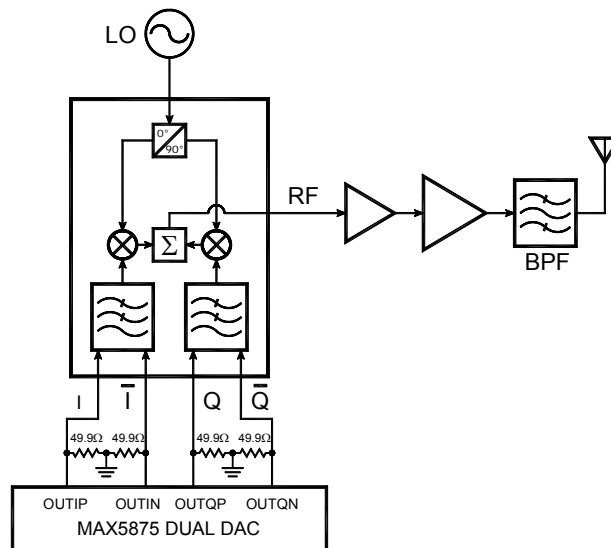 LO
0°
90°
RF
Σ
BPF
I
I̅
Q
Q̅
49.9Ω
49.9Ω
49.9Ω
49.9Ω
OUTIP
OUTIN
OUTQP
OUTQN
MAX5875 DUAL DAC